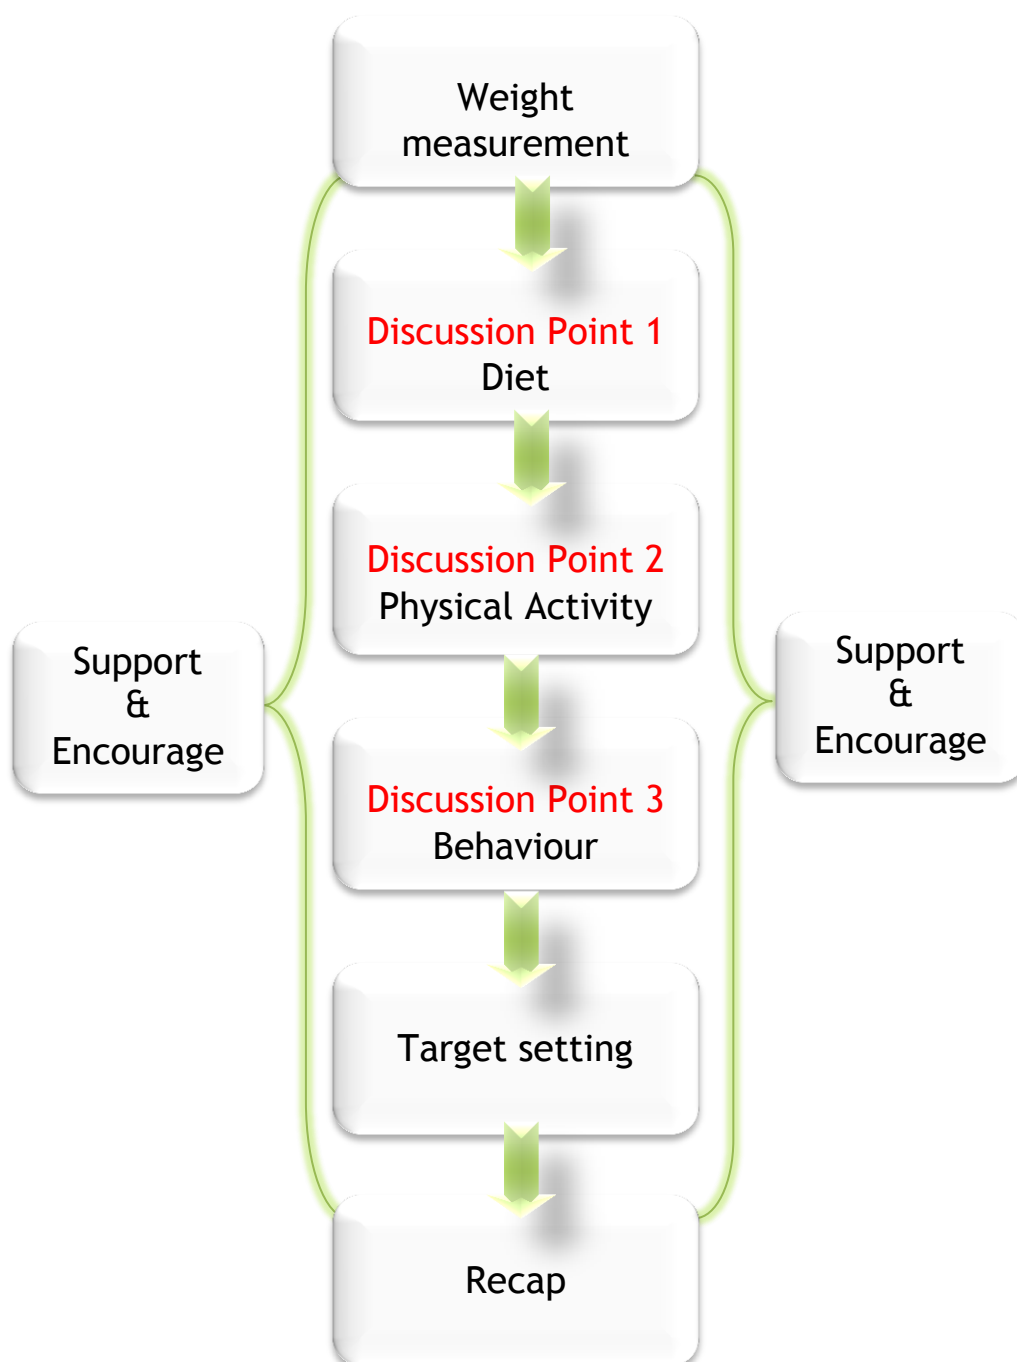 Weight
measurement
Discussion Point 1
Diet
Discussion Point 2
Physical Activity
Support
&
Encourage
Support
&
Encourage
Discussion Point 3
Behaviour
Target setting
Recap